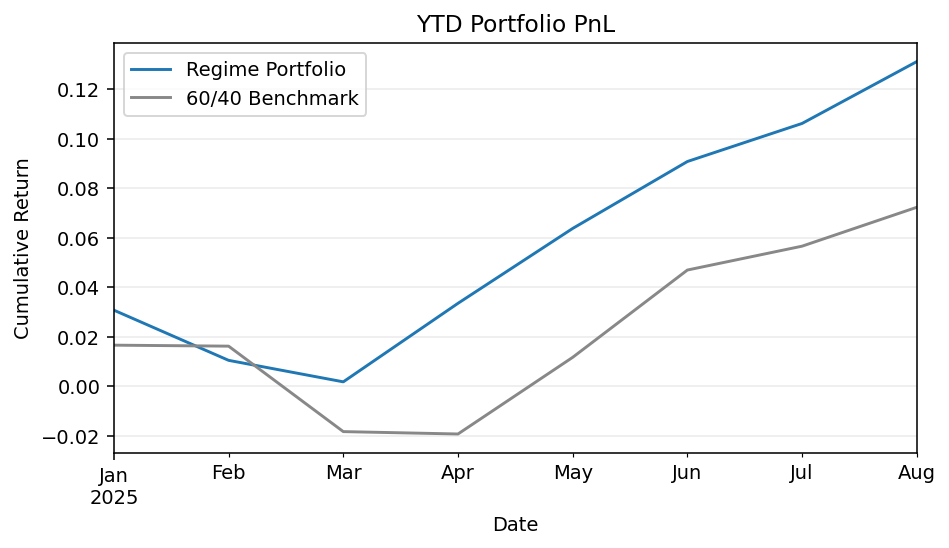 YTD Portfolio PnL
Regime Portfolio
60/40 Benchmark
Cumulative Return
0.12
0.10
0.08
0.06
0.04
0.02
0.00
−0.02
Jan Feb Mar Apr May Jun Jul Aug
2025
Date